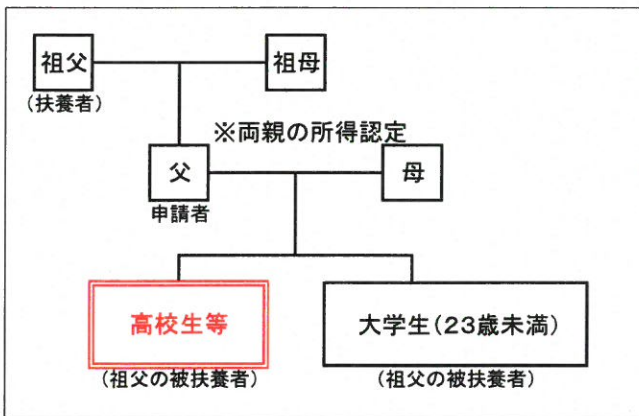 祖父
祖母
(扶養者)
※両親の所得認定
父
母
申請者
高校生等
大学生(23歳未満)
(祖父の被扶養者)
(祖父の被扶養者)